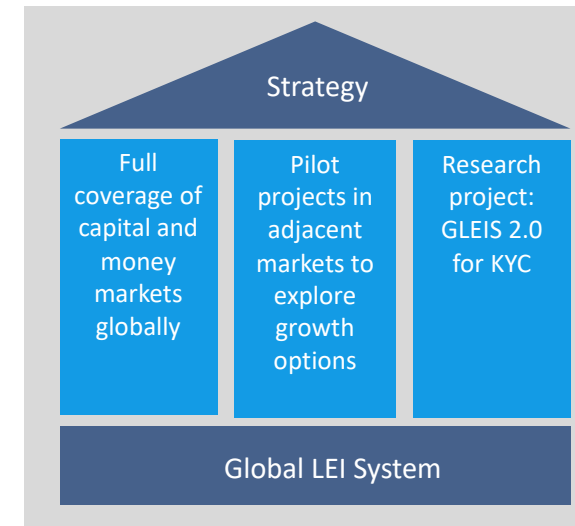 Strategy
Full
coverage of
capital and
money
markets
globally
Pilot
projects in
adjacent
markets to
explore
growth
options
Research
project:
GLEIS 2.0
for KYC
Global LEI System